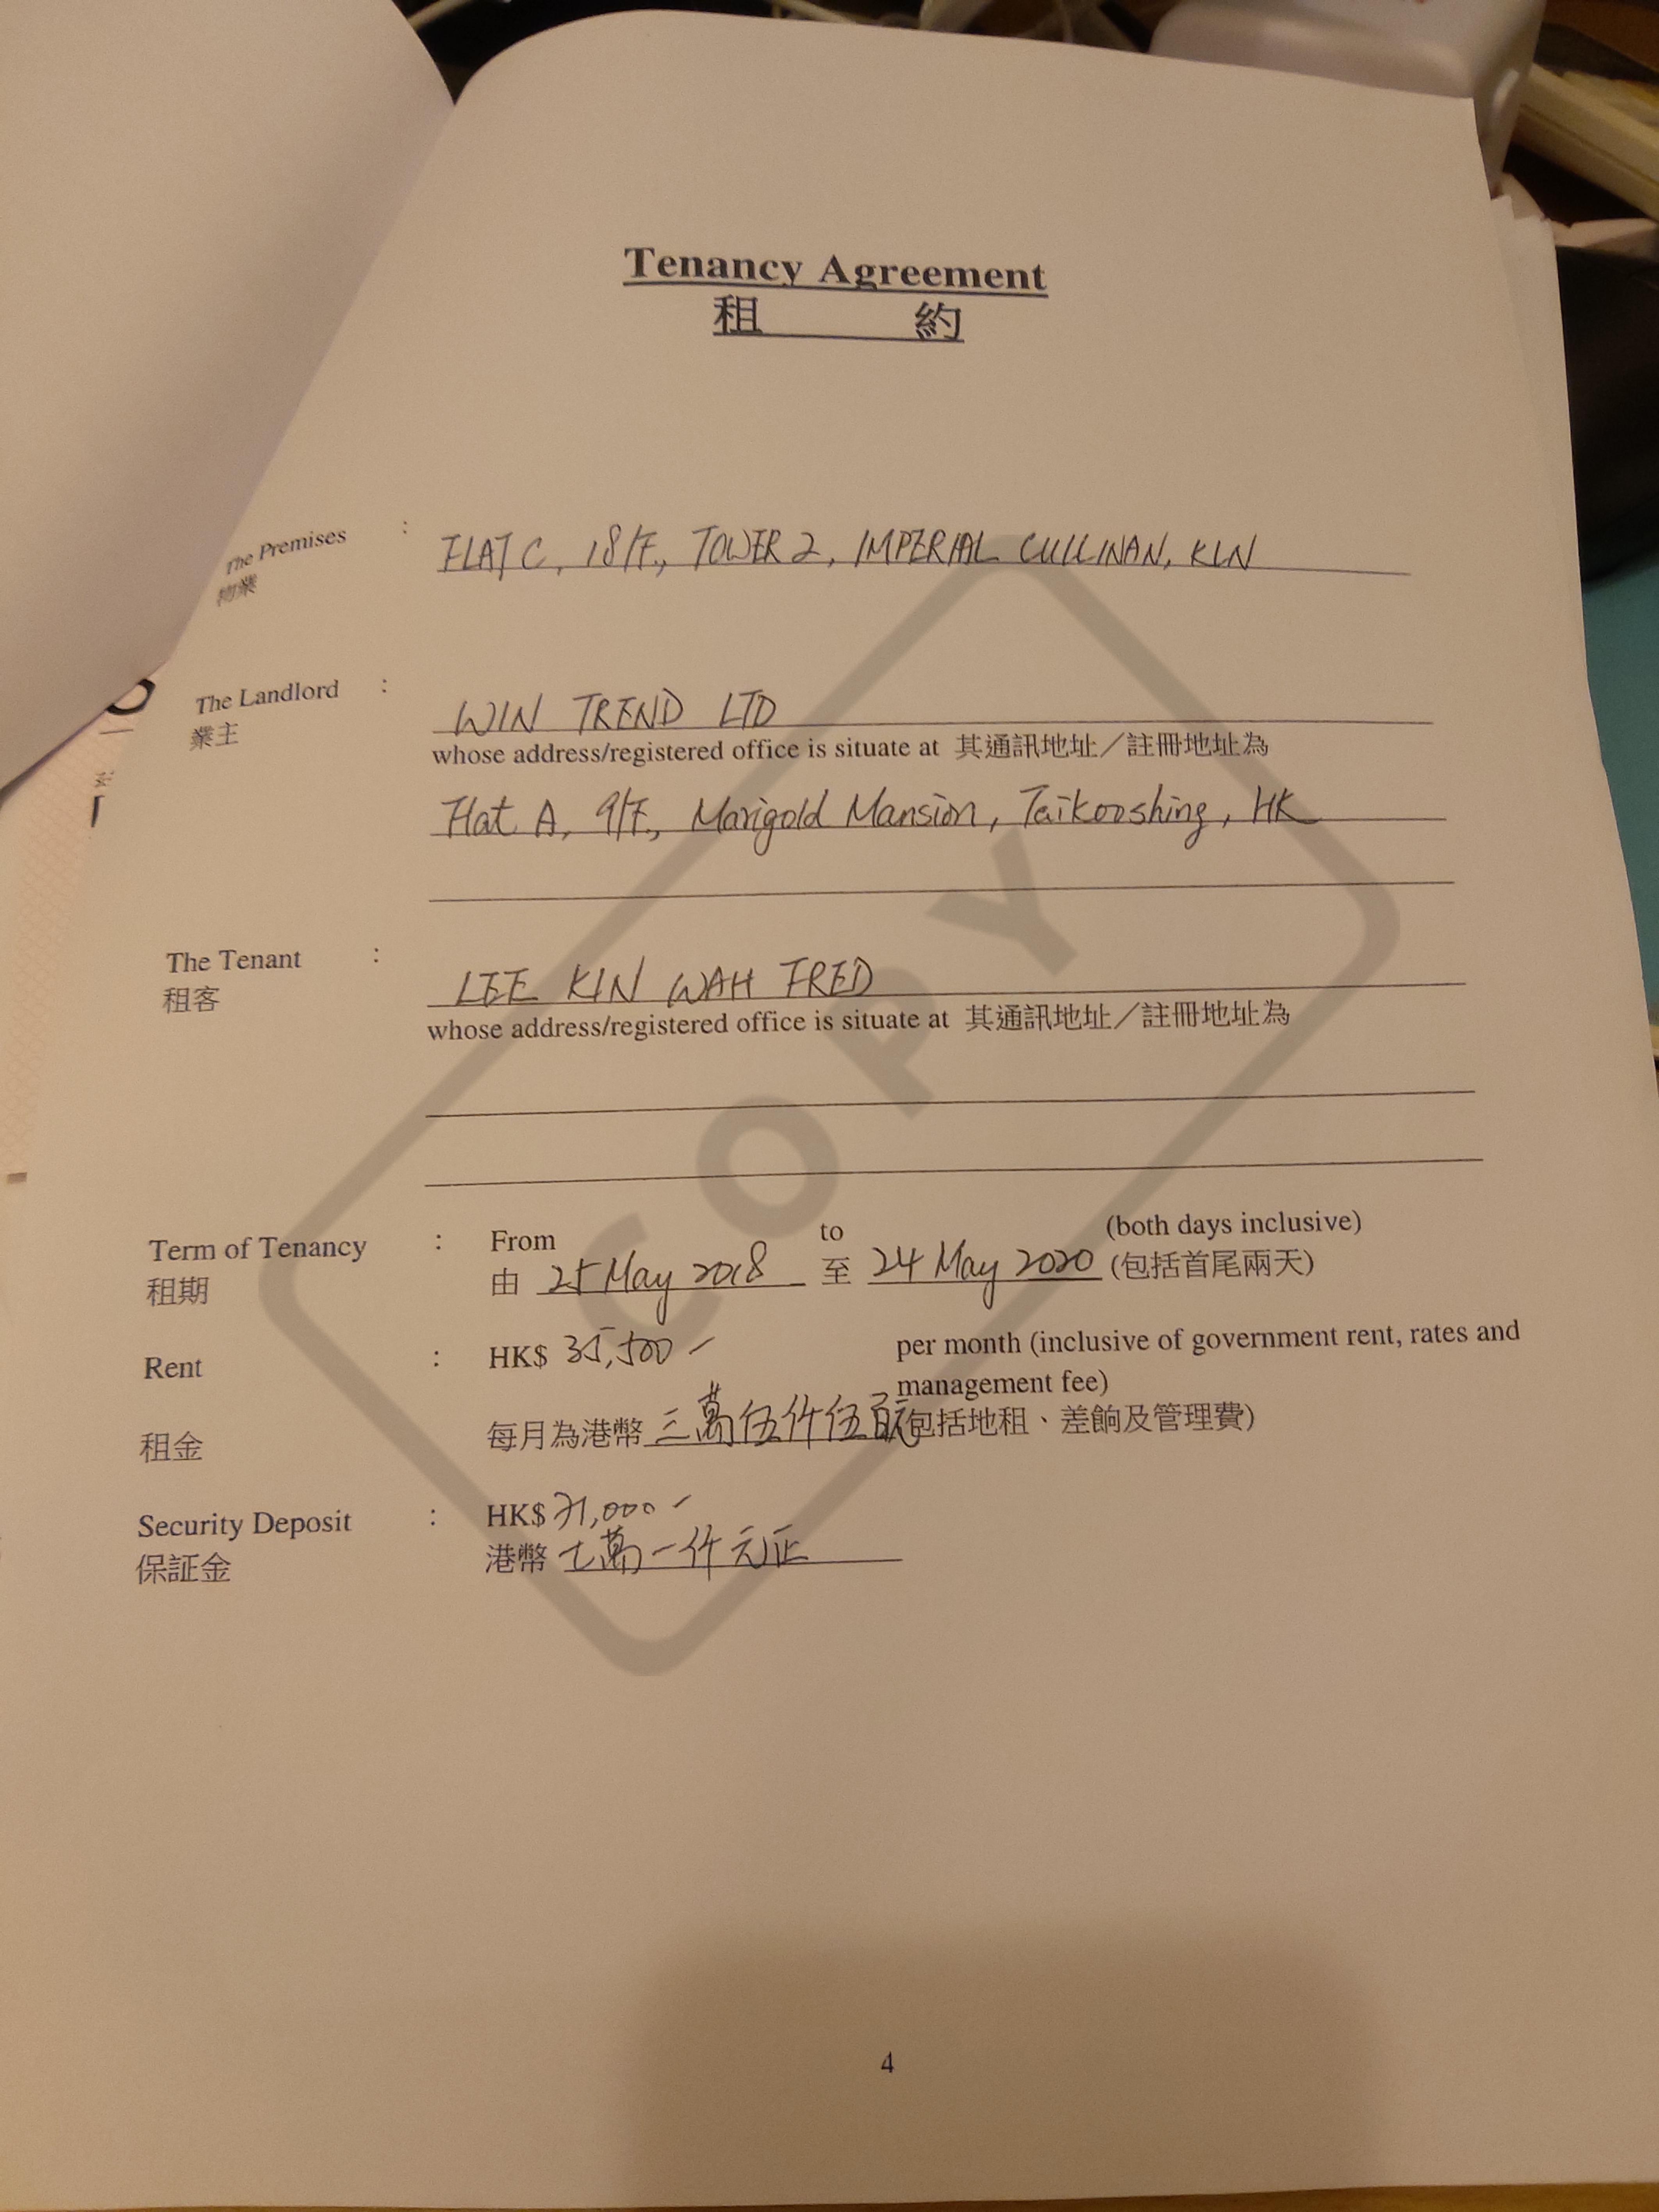 Tenancy Agreement
租 約
The Premises : FLAT C, 18/F., TOWER 2, IMPERIAL CULLINAN, KLN
物業
The Landlord : WIN TREND LTD
業主
whose address/registered office is situate at 其通訊地址／註冊地址為
Flat A, 9/F., Marigold Mansion, Taikooshing, HK
The Tenant : LEE KIN WAH FRED
租客
whose address/registered office is situate at 其通訊地址／註冊地址為
COPY
Term of Tenancy : From to (both days inclusive)
租期 由 25 May 2018 至 24 May 2020 (包括首尾兩天)
Rent : HK$ 35,500 - per month (inclusive of government rent, rates and
management fee)
租金 每月為港幣 三萬伍仟伍百元 包括地租、差餉及管理費)
Security Deposit : HK$ 71,000 -
保証金 港幣 七萬一仟元正
4